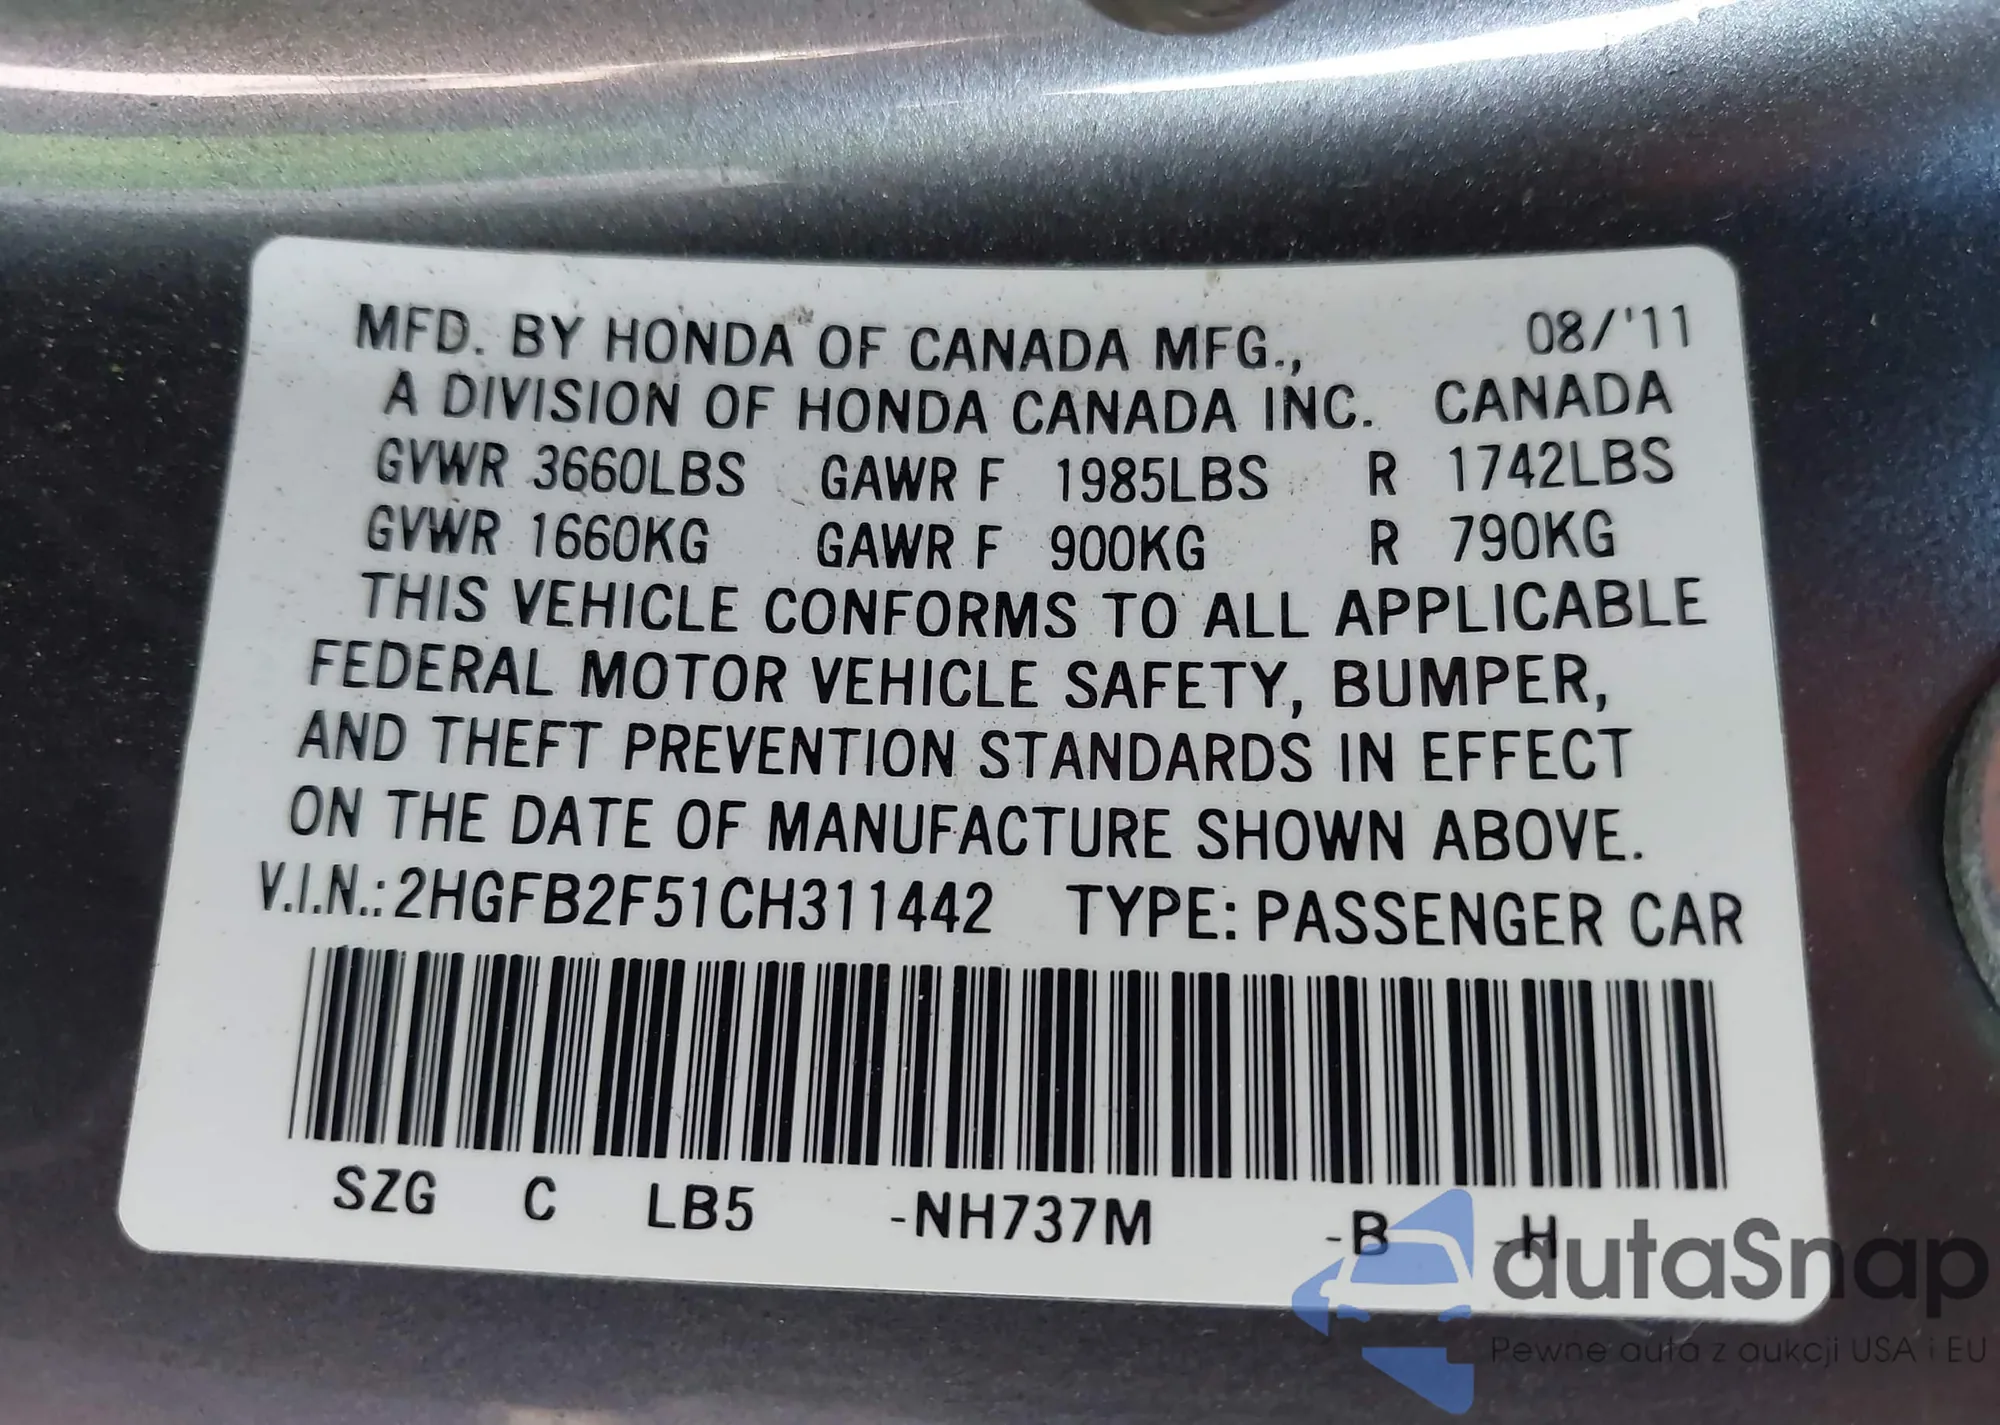 MFD. BY HONDA OF CANADA MFG., 08/'11
A DIVISION OF HONDA CANADA INC. CANADA
GVWR 3660LBS GAWR F 1985LBS R 1742LBS
GVWR 1660KG GAWR F 900KG R 790KG
THIS VEHICLE CONFORMS TO ALL APPLICABLE
FEDERAL MOTOR VEHICLE SAFETY, BUMPER,
AND THEFT PREVENTION STANDARDS IN EFFECT
ON THE DATE OF MANUFACTURE SHOWN ABOVE.
V.I.N.: 2HGFB2F51CH311442 TYPE: PASSENGER CAR
SZG C LB5 -NH737M -B -H
autaSnap
Pewne auta z aukcji USA i EU